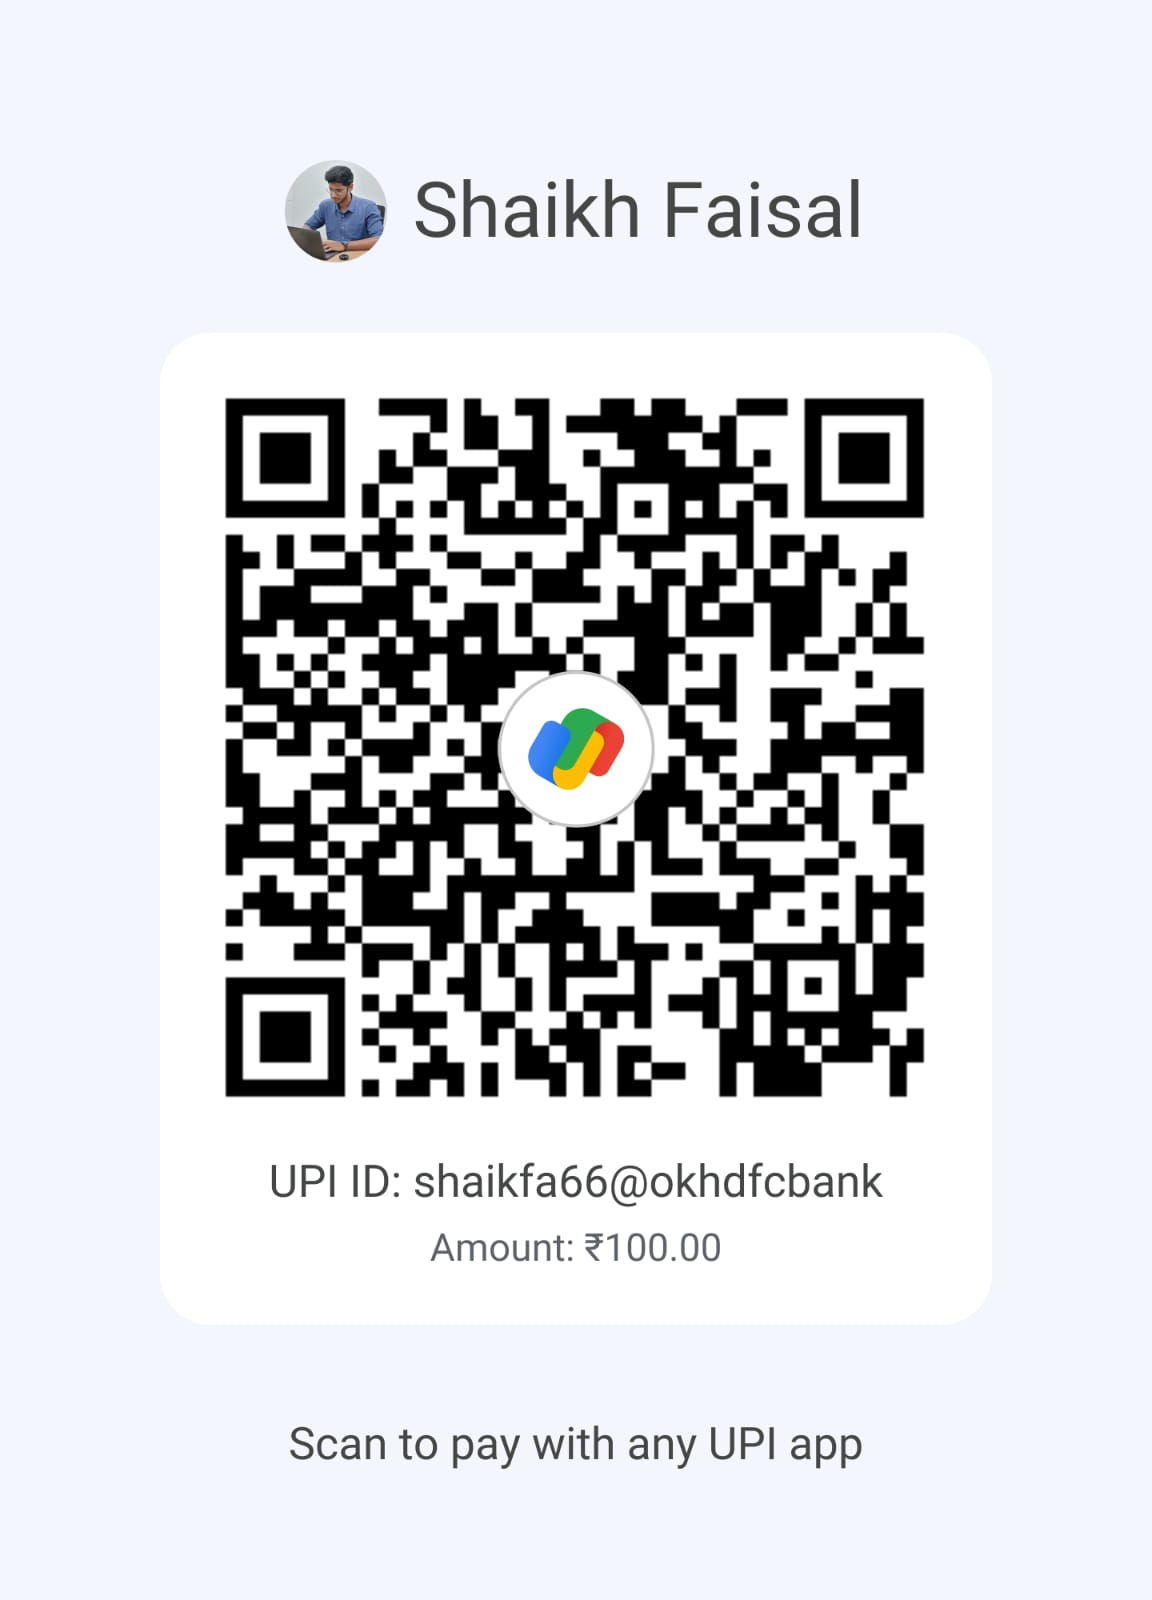 Shaikh Faisal
UPI ID: shaikfa66@okhdfcbank
Amount: ₹100.00
Scan to pay with any UPI app